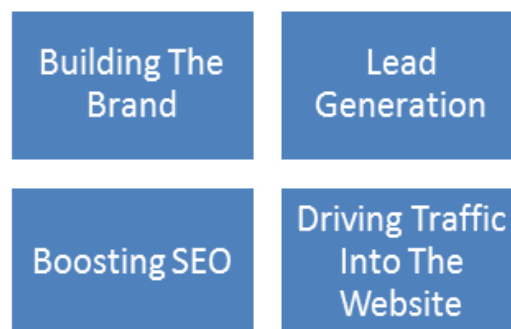 Building The
Brand
Lead
Generation
Boosting SEO
Driving Traffic
Into The
Website